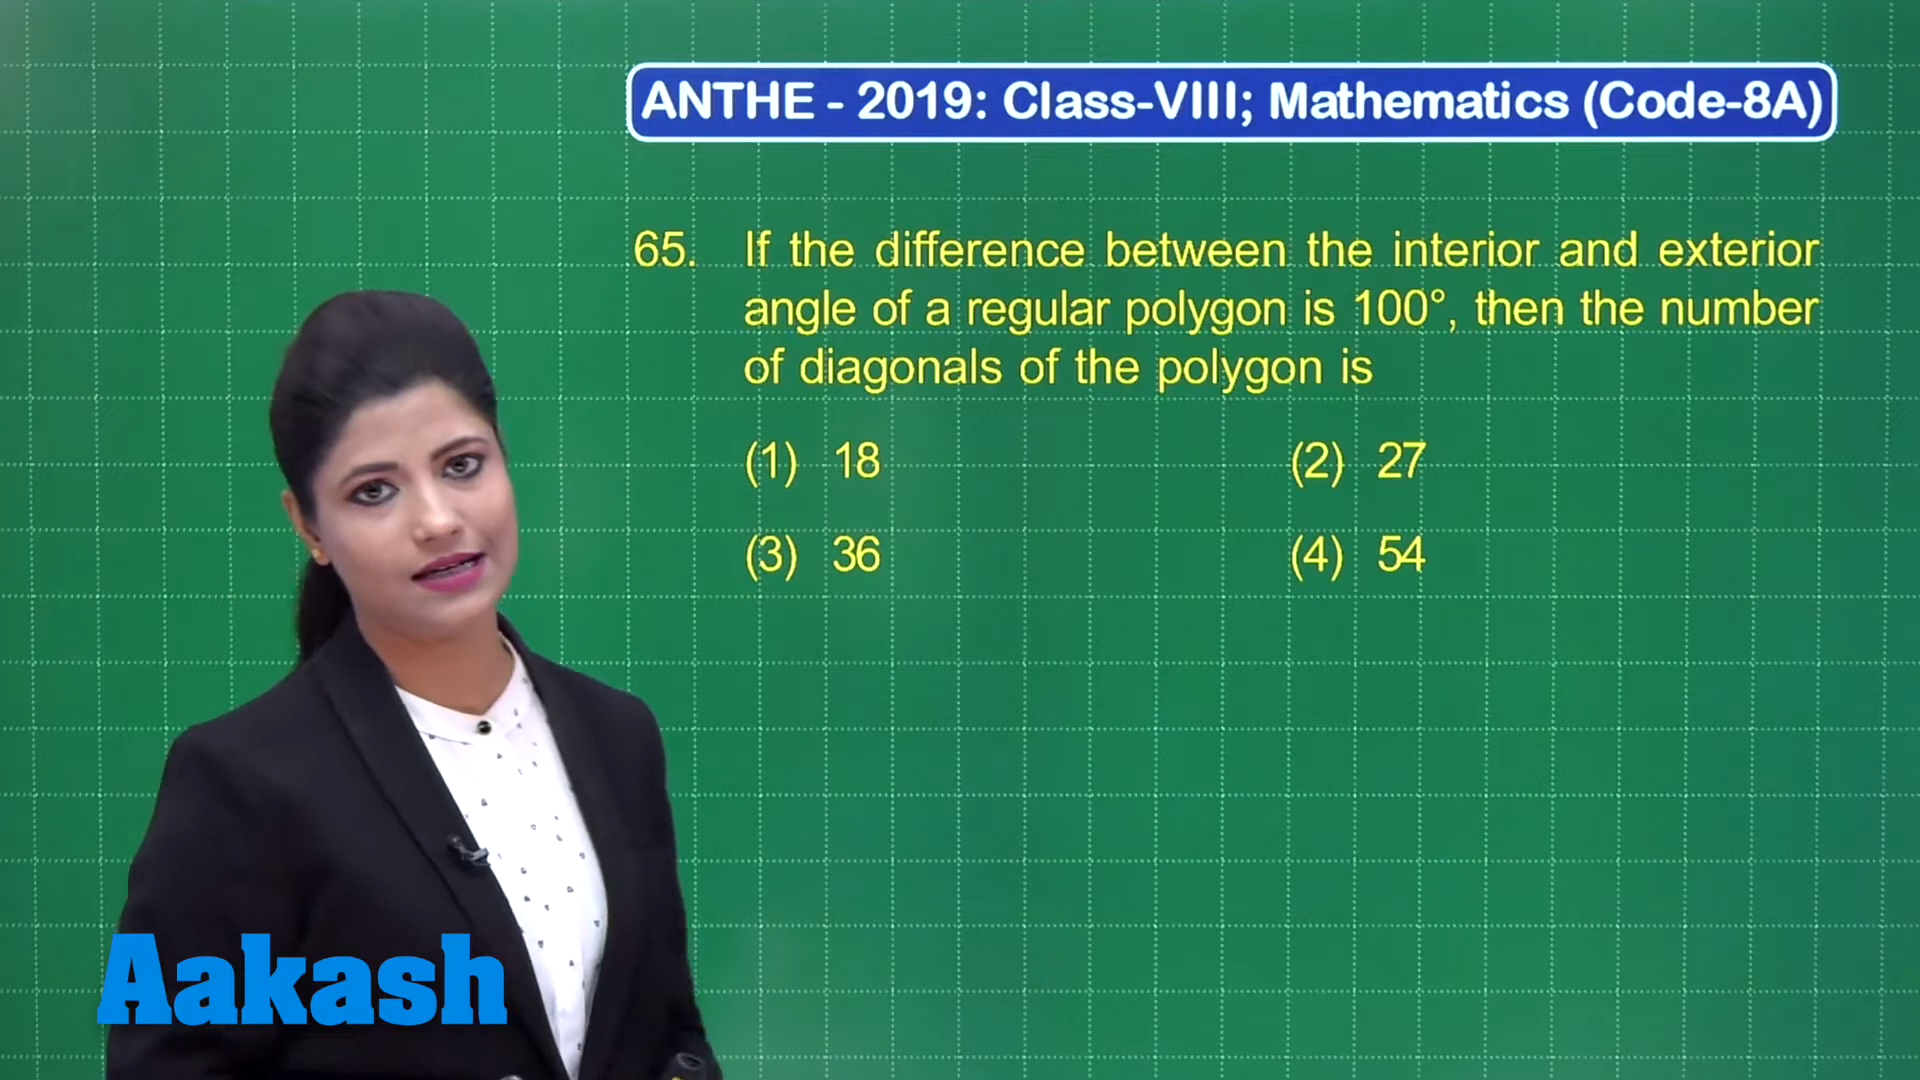 ANTHE - 2019: Class-VIII; Mathematics (Code-8A)
65. If the difference between the interior and exterior
angle of a regular polygon is 100°, then the number
of diagonals of the polygon is
(1) 18 (2) 27
(3) 36 (4) 54
Aakash